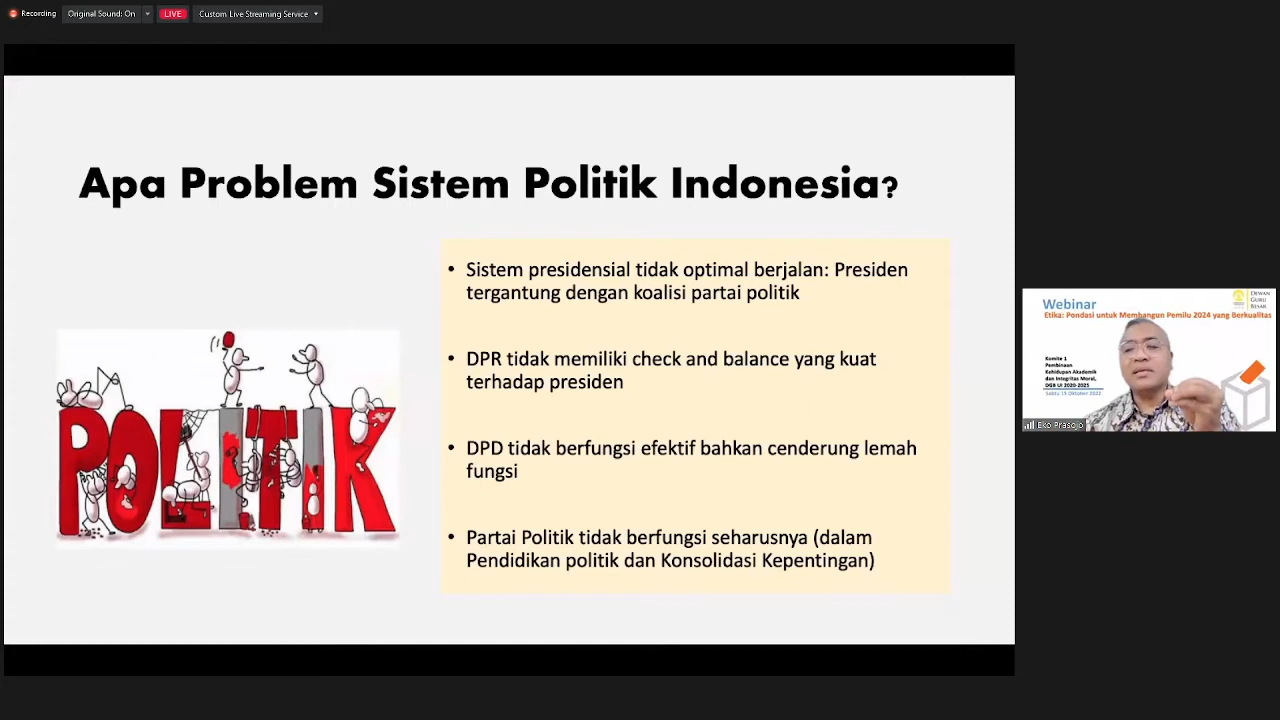 Recording
Original Sound: On
LIVE
Custom Live Streaming Service
Apa Problem Sistem Politik Indonesia?
• Sistem presidensial tidak optimal berjalan: Presiden
tergantung dengan koalisi partai politik
• DPR tidak memiliki check and balance yang kuat
terhadap presiden
• DPD tidak berfungsi efektif bahkan cenderung lemah
fungsi
• Partai Politik tidak berfungsi seharusnya (dalam
Pendidikan politik dan Konsolidasi Kepentingan)
POLITIK
Webinar
DEWAN
GURU
BESAR
Etika: Pondasi untuk Membangun Pemilu 2024 yang Berkualitas
Komite 1
Pembinaan
Kehidupan Akademik
dan Integritas Moral,
DGB UI 2020-2025
Sabtu 15 Oktober 2022
Eko Prasojo